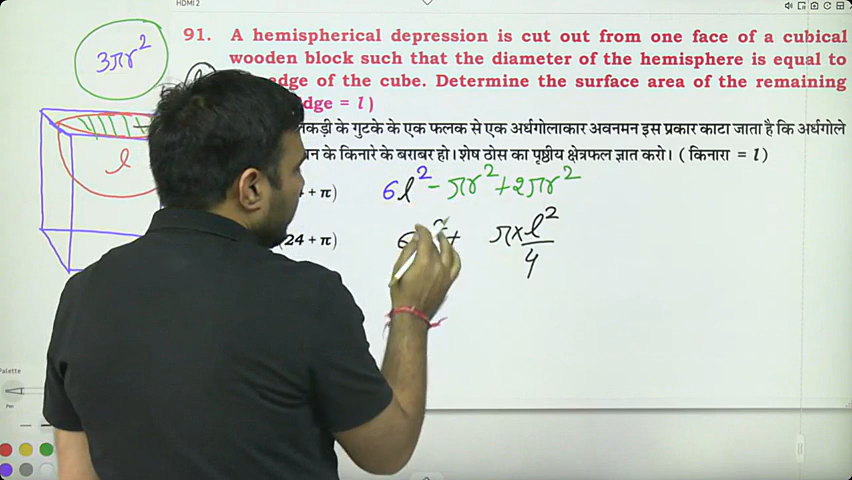 HDMI 2
3πr²
91. A hemispherical depression is cut out from one face of a cubical
wooden block such that the diameter of the hemisphere is equal to
edge of the cube. Determine the surface area of the remaining
dge = l)
लकड़ी के गुटके के एक फलक से एक अर्धगोलाकार अवनमन इस प्रकार काटा जाता है कि अर्धगोले
न के किनारे के बराबर हो। शेष ठोस का पृष्ठीय क्षेत्रफल ज्ञात करो। ( किनारा = l)
l
+ π)
6l² - πr² + 2πr²
(24 + π)
6 +
π×l²
4
Palette
Pen